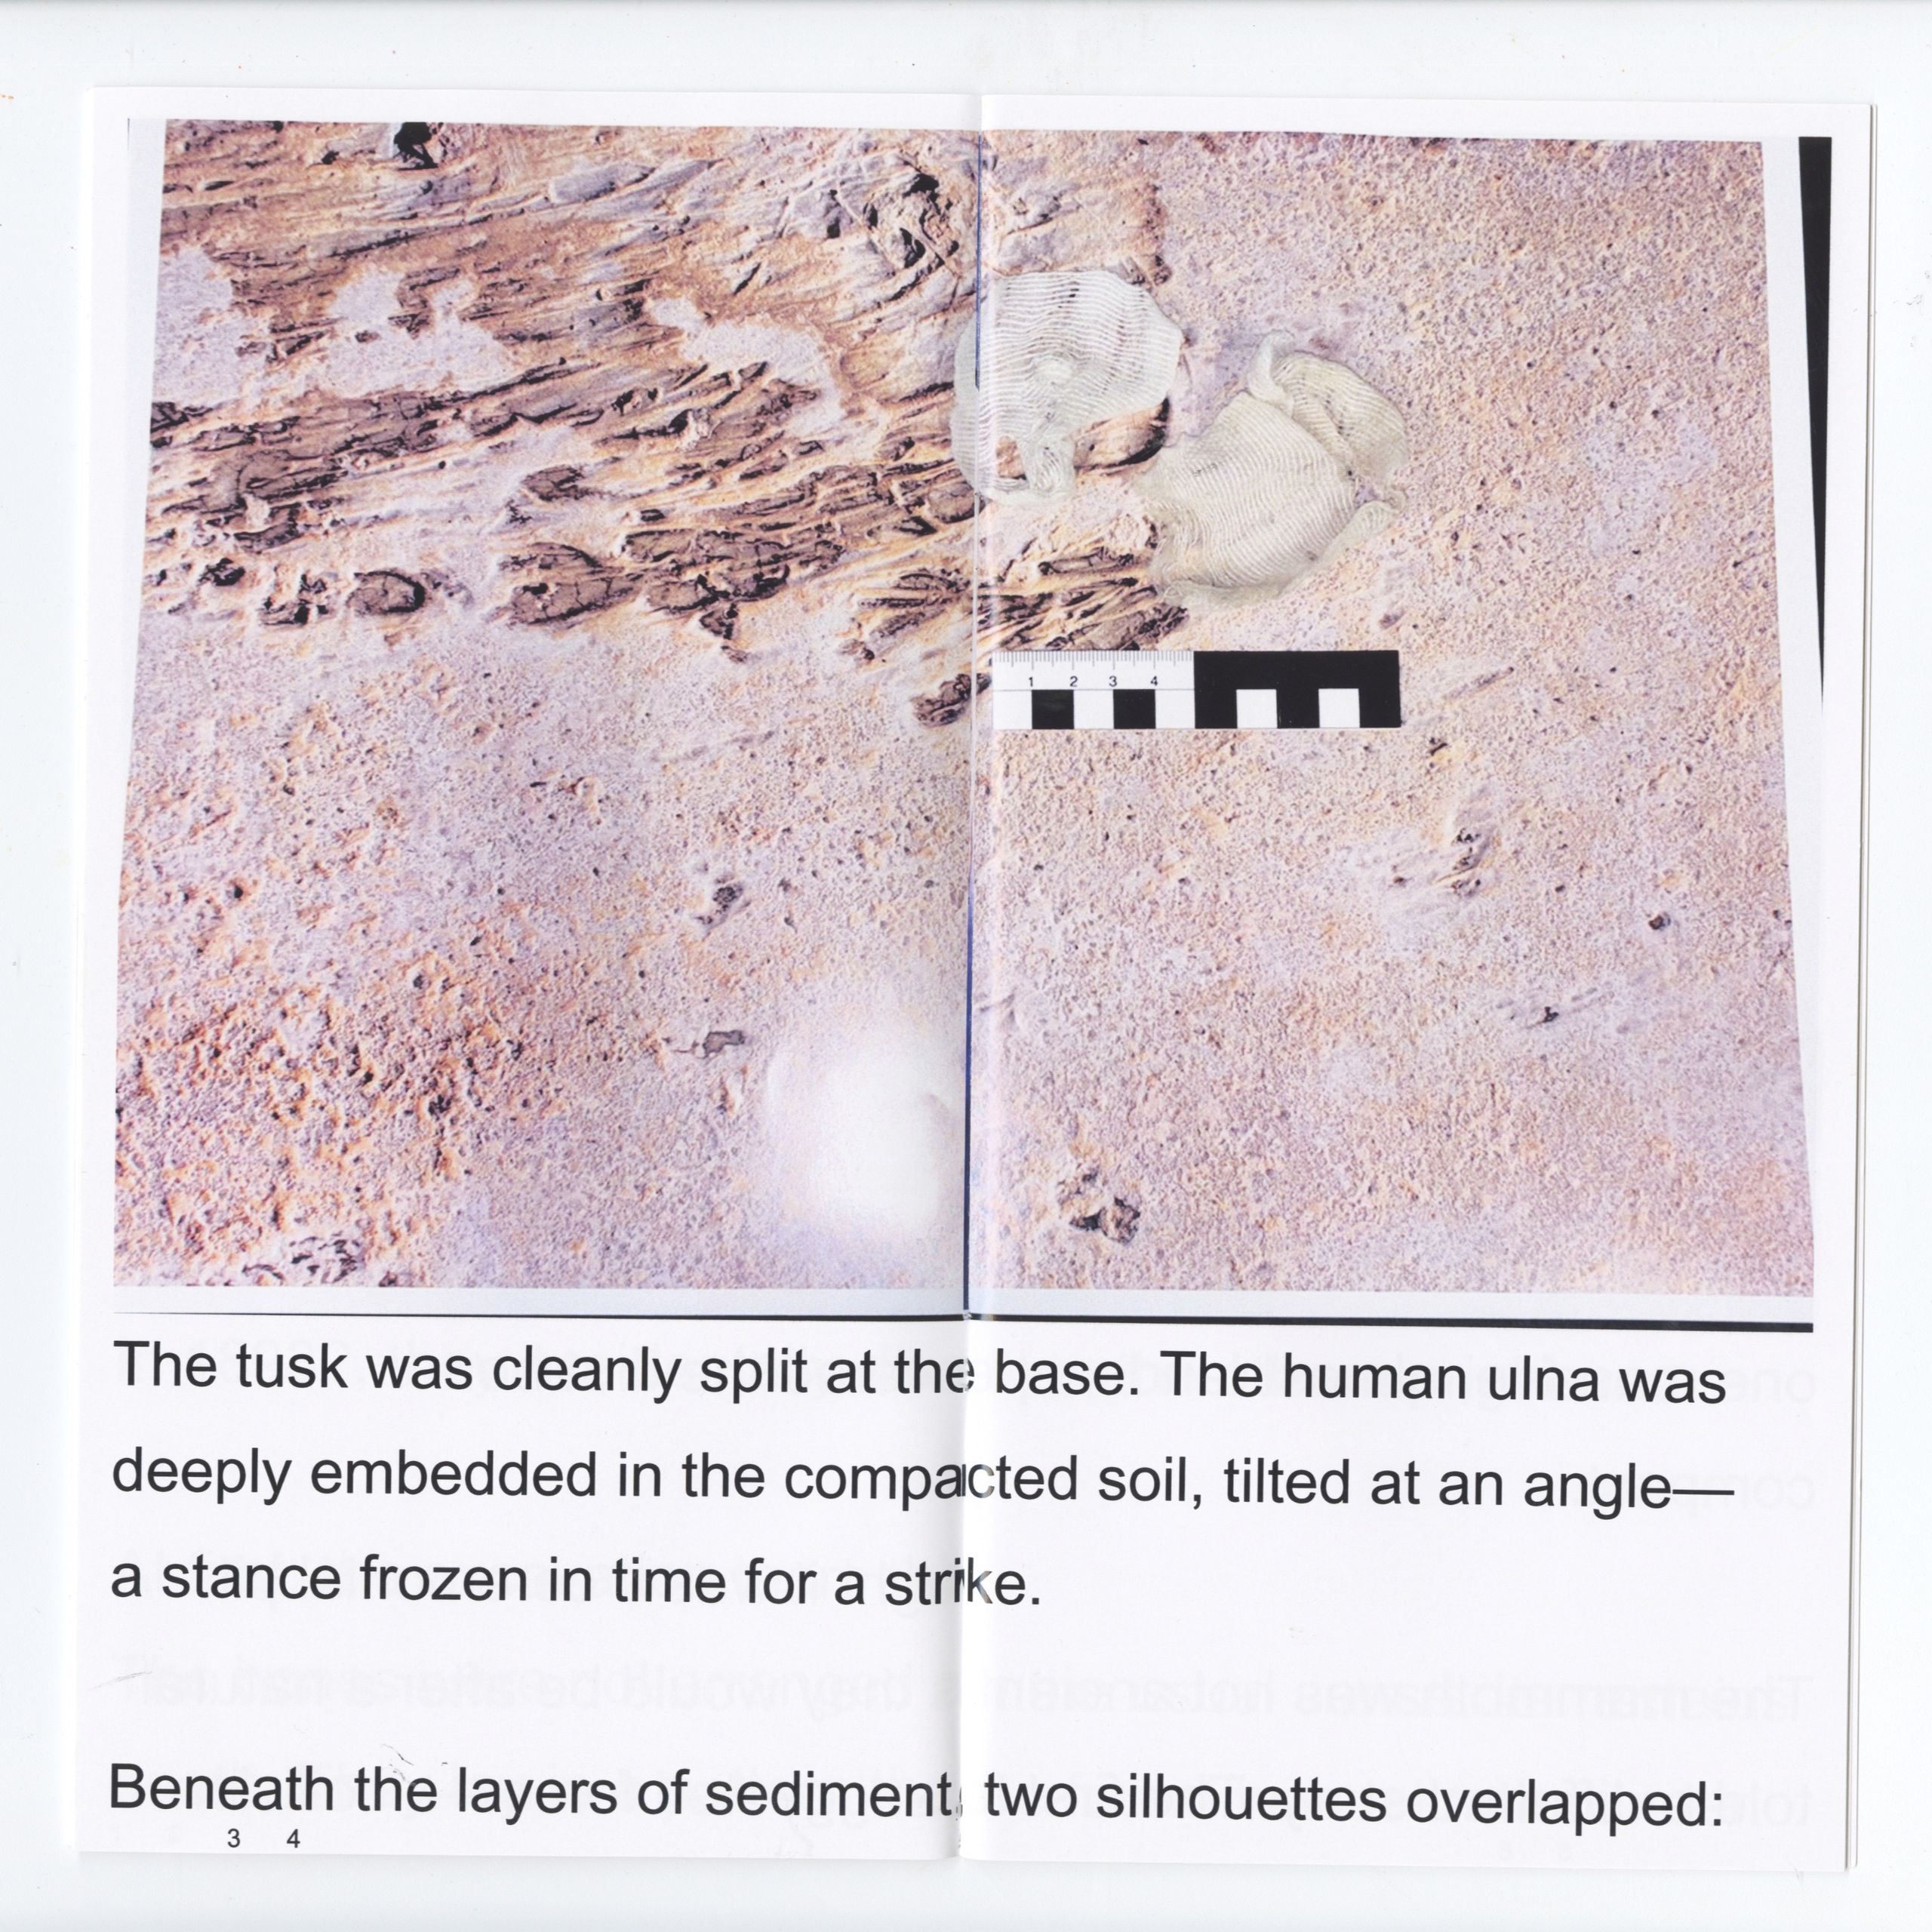 1 2 3 4
The tusk was cleanly split at the base. The human ulna was
deeply embedded in the compacted soil, tilted at an angle—
a stance frozen in time for a strike.
Beneath the layers of sediment, two silhouettes overlapped:
3 4